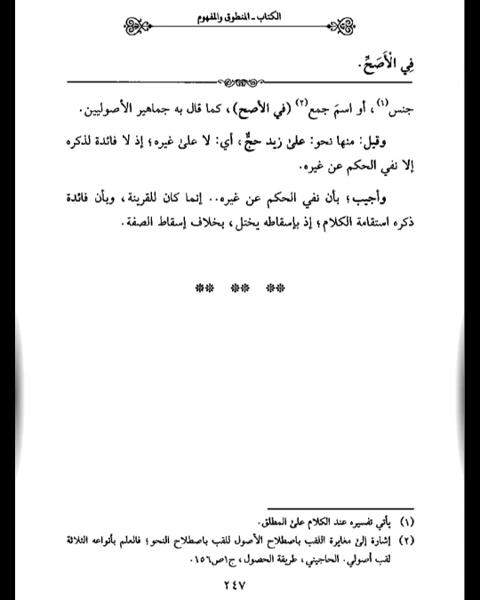 الكتاب ـ المنطوق والمفهوم
فِي الْأَصَحِّ.
جنس(١)، أو اسمَ جمع(٢) (في الأصح)، كما قال به جماهير الأصوليين.
وقيل: منها نحو: علىٰ زيد حجٌّ، أي: لا علىٰ غيره؛ إذ لا فائدة لذكره
إلا نفي الحكم عن غيره.
وأجيب؛ بأن نفي الحكم عن غيره.. إنما كان للقرينة، وبأن فائدة
ذكره استقامة الكلام؛ إذ بإسقاطه يختل، بخلاف إسقاط الصفة.
(١) يأتي تفسيره عند الكلام علىٰ المطلق.
(٢) إشارة إلىٰ مغايرة اللقب باصطلاح الأصول للقب باصطلاح النحو؛ فالعلم بأنواعه الثلاثة
لقب أصولي. الحاجيني، طريقة الحصول، ج١ص١٥٦.
٢٤٧